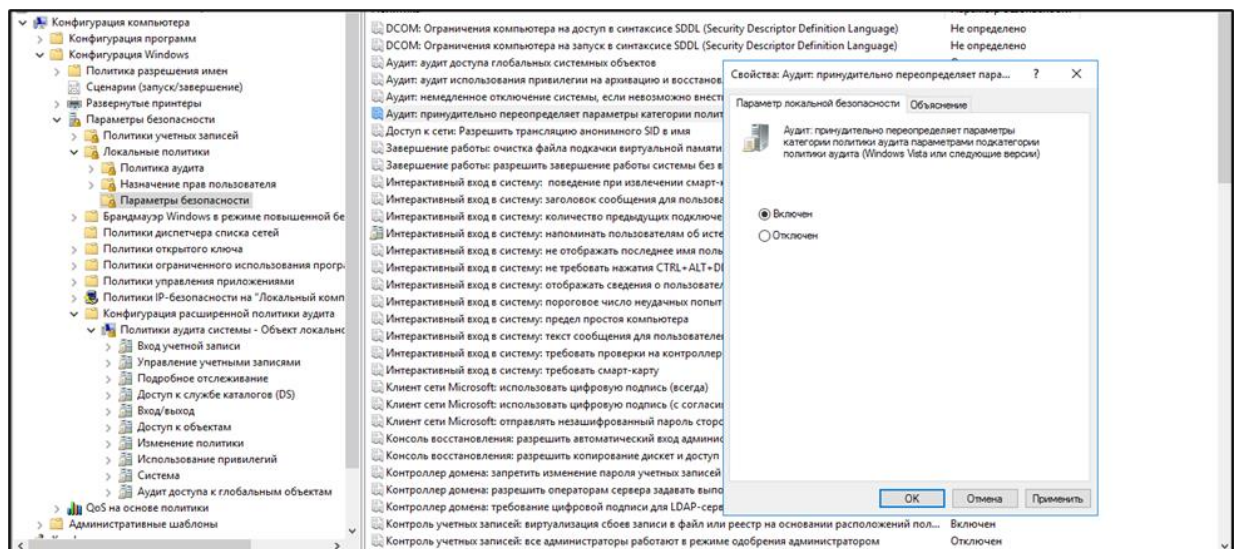 Конфигурация компьютера
Конфигурация программ
Конфигурация Windows
Политика разрешения имен
Сценарии (запуск/завершение)
Развернутые принтеры
Параметры безопасности
Политики учетных записей
Локальные политики
Политика аудита
Назначение прав пользователя
Параметры безопасности
Брандмауэр Windows в режиме повышенной бе
Политики диспетчера списка сетей
Политики открытого ключа
Политики ограниченного использования програ
Политики управления приложениями
Политики IP-безопасности на "Локальный комп
Конфигурация расширенной политики аудита
Политики аудита системы - Объект локально
Вход учетной записи
Управление учетными записями
Подробное отслеживание
Доступ к службе каталогов (DS)
Вход/выход
Доступ к объектам
Изменение политики
Использование привилегий
Система
Аудит доступа к глобальным объектам
QoS на основе политики
Административные шаблоны
DCOM: Ограничения компьютера на доступ в синтаксисе SDDL (Security Descriptor Definition Language) Не определено
DCOM: Ограничения компьютера на запуск в синтаксисе SDDL (Security Descriptor Definition Language) Не определено
Аудит: аудит доступа глобальных системных объектов
Аудит: аудит использования привилегии на архивацию и восстанов
Аудит: немедленное отключение системы, если невозможно внест
Аудит: принудительно переопределяет параметры категории полит
Доступ к сети: Разрешить трансляцию анонимного SID в имя
Завершение работы: очистка файла подкачки виртуальной памяти
Завершение работы: разрешить завершение работы системы без в
Интерактивный вход в систему: поведение при извлечении смарт-к
Интерактивный вход в систему: заголовок сообщения для пользова
Интерактивный вход в систему: количество предыдущих подключе
Интерактивный вход в систему: напоминать пользователям об исте
Интерактивный вход в систему: не отображать последнее имя поль
Интерактивный вход в систему: не требовать нажатия CTRL+ALT+DI
Интерактивный вход в систему: отображать сведения о пользовател
Интерактивный вход в систему: пороговое число неудачных попыт
Интерактивный вход в систему: предел простоя компьютера
Интерактивный вход в систему: текст сообщения для пользователе
Интерактивный вход в систему: требовать проверки на контроллер
Интерактивный вход в систему: требовать смарт-карту
Клиент сети Microsoft: использовать цифровую подпись (всегда)
Клиент сети Microsoft: использовать цифровую подпись (с согласи
Клиент сети Microsoft: отправлять незашифрованный пароль сторо
Консоль восстановления: разрешить автоматический вход админис
Консоль восстановления: разрешить копирование дискет и доступ
Контроллер домена: запретить изменение пароля учетных записей
Контроллер домена: разрешить операторам сервера задавать выпо
Контроллер домена: требование цифровой подписи для LDAP-серв
Контроль учетных записей: виртуализация сбоев записи в файл или реестр на основании расположений пол... Включен
Контроль учетных записей: все администраторы работают в режиме одобрения администратором Отключен
Свойства: Аудит: принудительно переопределяет пара... ? ×
Параметр локальной безопасности Объяснение
Аудит: принудительно переопределяет параметры
категории политики аудита параметрами подкатегории
политики аудита (Windows Vista или следующие версии)
Включен
Отключен
OK Отмена Применить